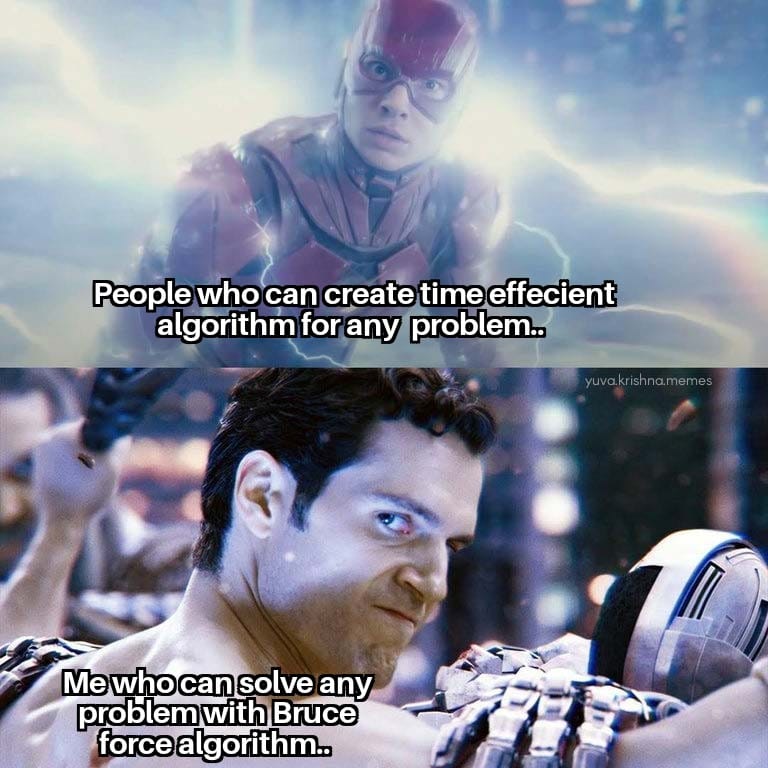 People who can create time effecient
algorithm for any problem..
yuva.krishna.memes
Me who can solve any
problem with Bruce
force algorithm..